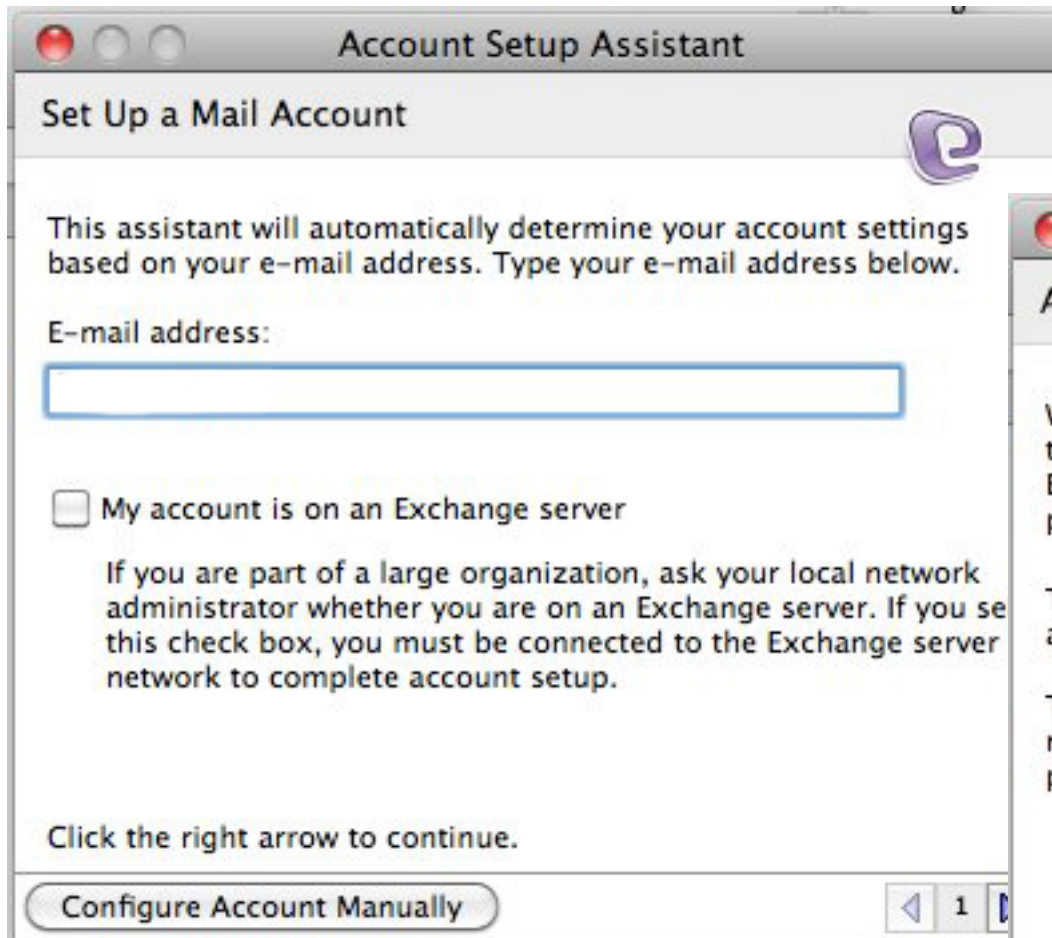 Account Setup Assistant
Set Up a Mail Account
This assistant will automatically determine your account settings
based on your e-mail address. Type your e-mail address below.
E-mail address:
My account is on an Exchange server
If you are part of a large organization, ask your local network
administrator whether you are on an Exchange server. If you
this check box, you must be connected to the Exchange server
network to complete account setup.
Click the right arrow to continue.
Configure Account Manually
1